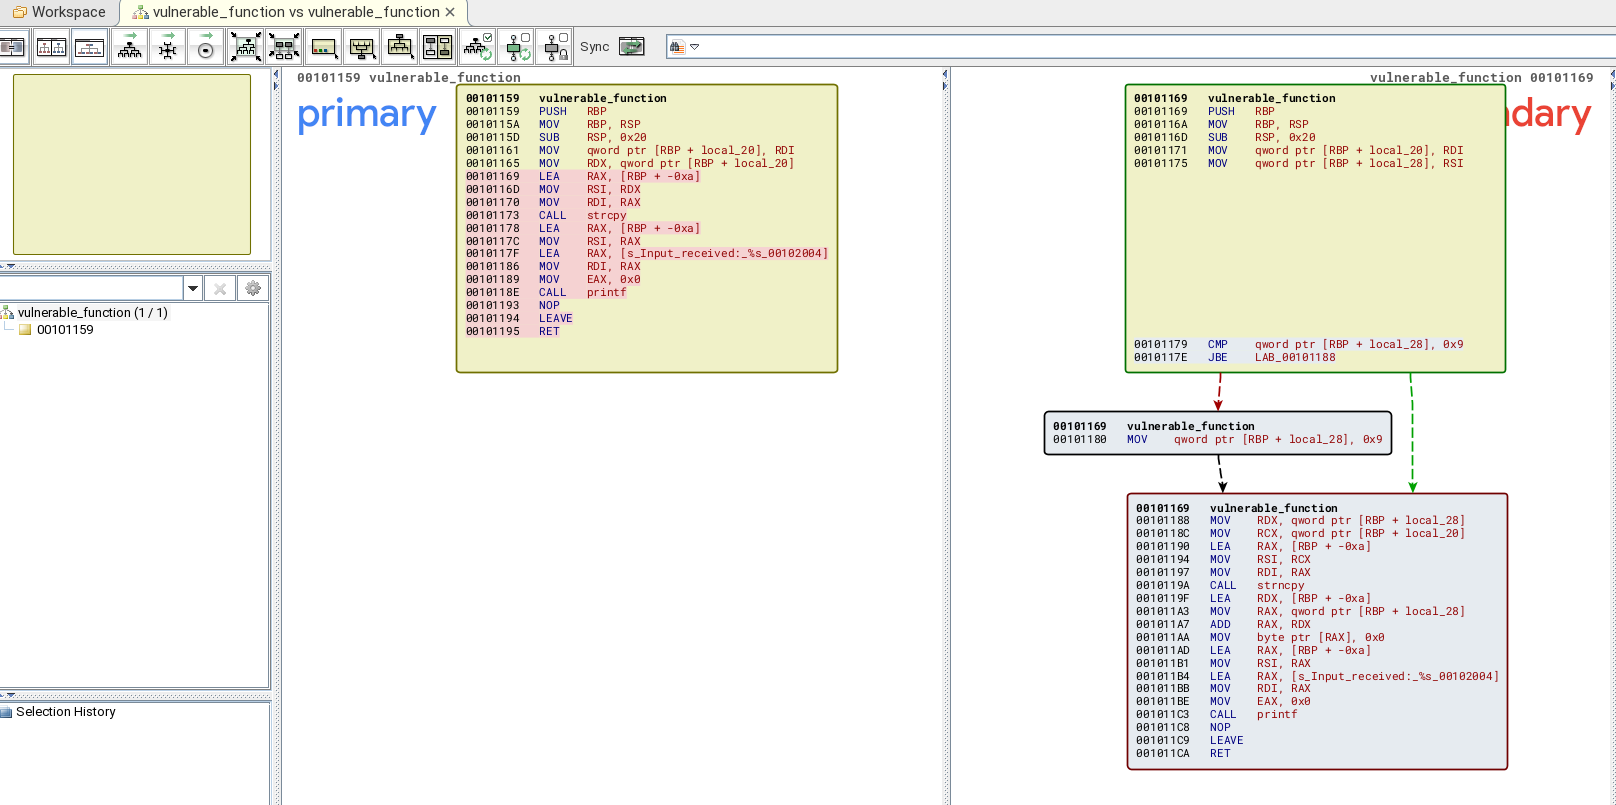 Workspace
vulnerable_function vs vulnerable_function
Sync
00101159 vulnerable_function
vulnerable_function 00101169
primary
ndary
00101159 vulnerable_function
00101159 PUSH RBP
0010115A MOV RBP, RSP
0010115D SUB RSP, 0x20
00101161 MOV qword ptr [RBP + local_20], RDI
00101165 MOV RDX, qword ptr [RBP + local_20]
00101169 LEA RAX, [RBP + -0xa]
0010116D MOV RSI, RDX
00101170 MOV RDI, RAX
00101173 CALL strcpy
00101178 LEA RAX, [RBP + -0xa]
0010117C MOV RSI, RAX
0010117F LEA RAX, [s_Input_received:_%s_00102004]
00101186 MOV RDI, RAX
00101189 MOV EAX, 0x0
0010118E CALL printf
00101193 NOP
00101194 LEAVE
00101195 RET
00101169 vulnerable_function
00101169 PUSH RBP
0010116A MOV RBP, RSP
0010116D SUB RSP, 0x20
00101171 MOV qword ptr [RBP + local_20], RDI
00101175 MOV qword ptr [RBP + local_28], RSI
00101179 CMP qword ptr [RBP + local_28], 0x9
0010117E JBE LAB_00101188
00101169 vulnerable_function
00101180 MOV qword ptr [RBP + local_28], 0x9
00101169 vulnerable_function
00101188 MOV RDX, qword ptr [RBP + local_28]
0010118C MOV RCX, qword ptr [RBP + local_20]
00101190 LEA RAX, [RBP + -0xa]
00101194 MOV RSI, RCX
00101197 MOV RDI, RAX
0010119A CALL strncpy
0010119F LEA RDX, [RBP + -0xa]
001011A3 MOV RAX, qword ptr [RBP + local_28]
001011A7 ADD RAX, RDX
001011AA MOV byte ptr [RAX], 0x0
001011AD LEA RAX, [RBP + -0xa]
001011B1 MOV RSI, RAX
001011B4 LEA RAX, [s_Input_received:_%s_00102004]
001011BB MOV RDI, RAX
001011BE MOV EAX, 0x0
001011C3 CALL printf
001011C8 NOP
001011C9 LEAVE
001011CA RET
vulnerable_function (1 / 1)
00101159
Selection History